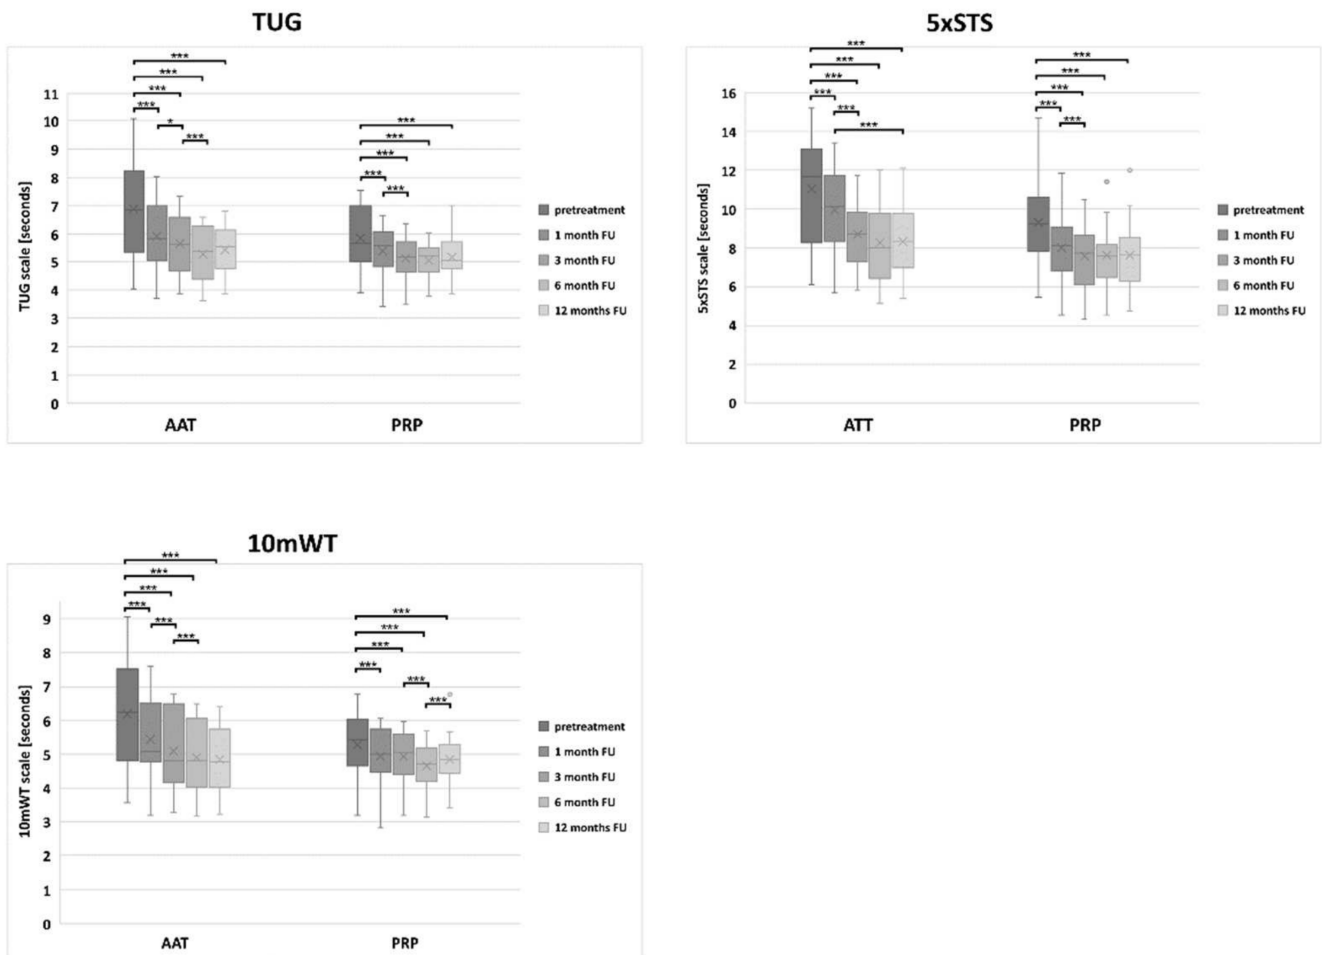 TUG
***
***
***
***
*
***
***
***
***
***
***
11
10
9
8
7
6
5
4
3
2
1
0
TUG scale [seconds]
AAT
PRP
pretreatment
1 month FU
3 month FU
6 month FU
12 months FU
5xSTS
***
***
***
***
***
***
***
***
***
***
***
16
14
12
10
8
6
4
2
0
5xSTS scale [seconds]
ATT
PRP
pretreatment
1 month FU
3 month FU
6 month FU
12 months FU
10mWT
***
***
***
***
***
***
***
***
***
***
***
***
9
8
7
6
5
4
3
2
1
0
10mWT scale [seconds]
AAT
PRP
pretreatment
1 month FU
3 month FU
6 month FU
12 months FU